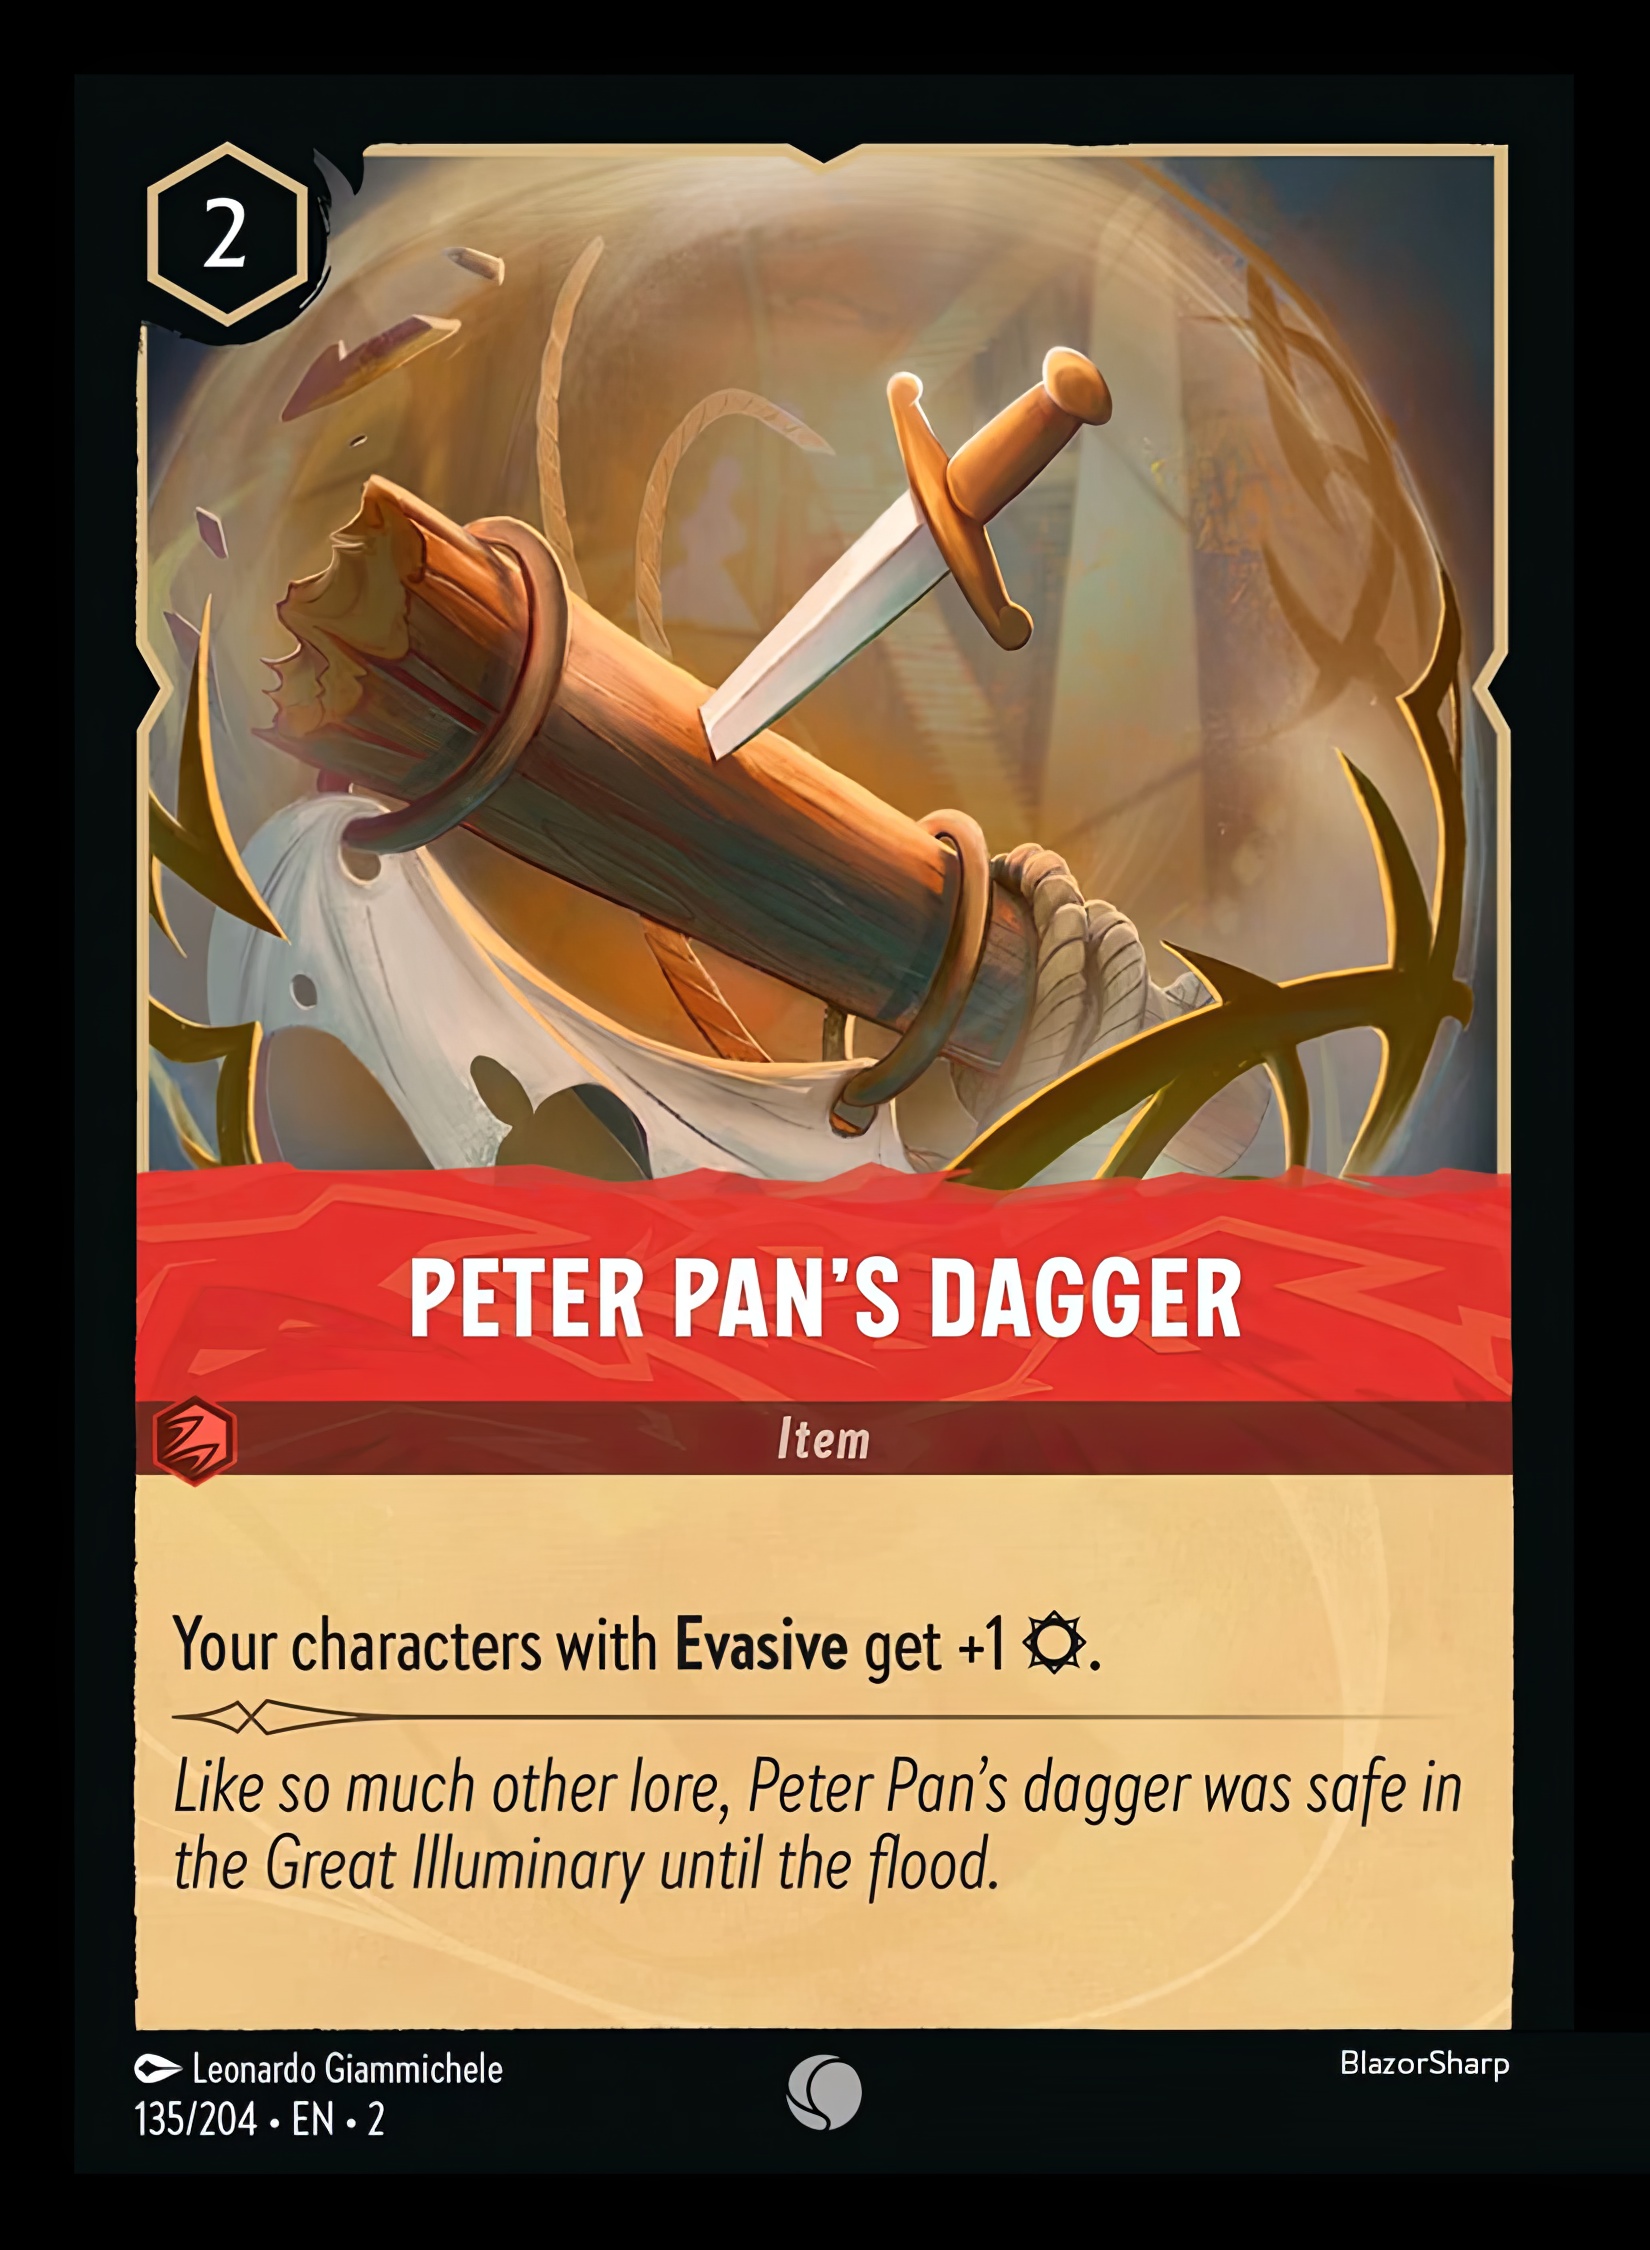 2
PETER PAN’S DAGGER
Item
Your characters with Evasive get +1 .
Like so much other lore, Peter Pan’s dagger was safe in
the Great Illuminary until the flood.
Leonardo Giammichele
BlazorSharp
135/204 • EN • 2